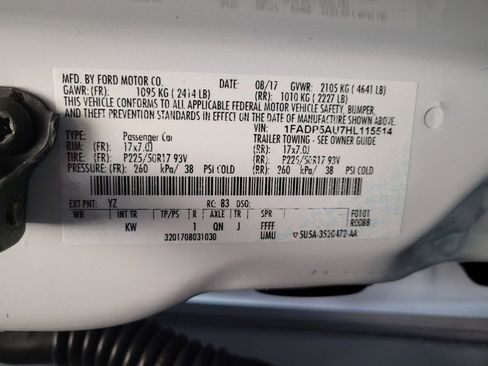 MFD. BY FORD MOTOR CO. DATE: 08/17 GVWR: 2105 KG ( 4641 LB)
GAWR: (FR): 1095 KG ( 2414 LB) (RR): 1010 KG ( 2227 LB)
THIS VEHICLE CONFORMS TO ALL APPLICABLE FEDERAL MOTOR VEHICLE SAFETY, BUMPER,
AND THEFT PREVENTION STANDARDS IN EFFECT ON THE DATE OF MANUFACTURE SHOWN ABOVE.
VIN: 1FADP5AU7HL115514
TYPE: Passenger Car TRAILER TOWING - SEE OWNER GUIDE
RIM: (FR) 17x7.0J (RR) 17x7.0J
TIRE: (FR) P225/50R17 93V (RR) P225/50R17 93V
PRESSURE: (FR) 260 kPa/ 38 PSI COLD (RR) 260 kPa/ 38 PSI COLD
EXT PNT: YZ RC: 83 DSO: F0101
WB INT TR TP/PS R AXLE TR SPR R0088
KW 1 QN J FFFF
3201708031030 UMU ▽5U5A-3520472-AA